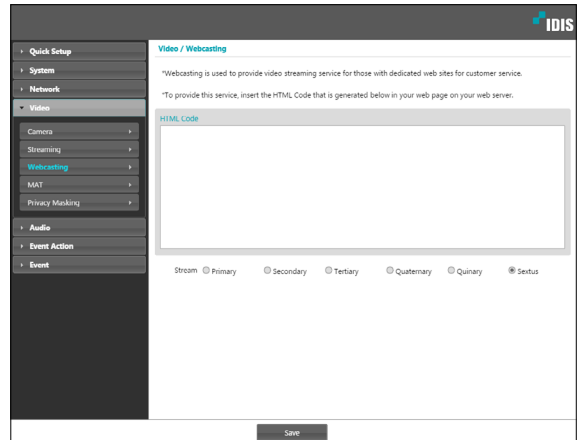 IDIS
Quick Setup
System
Network
Video
Camera
Streaming
Webcasting
MAT
Privacy Masking
Audio
Event Action
Event
Video / Webcasting
*Webcasting is used to provide video streaming service for those with dedicated web sites for customer service.
*To provide this service, insert the HTML Code that is generated below in your web page on your web server.
HTML Code
Stream Primary Secondary Tertiary Quaternary Quinary Sextus
Save